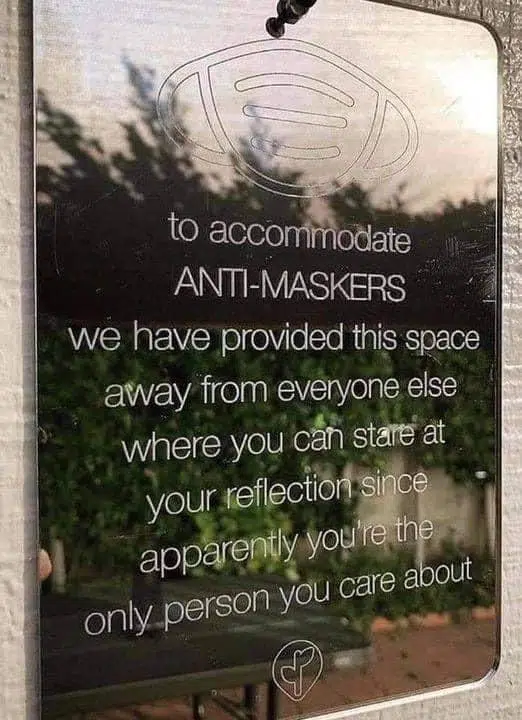 to accommodate
ANTI-MASKERS
we have provided this space
away from everyone else
where you can stare at
your reflection since
apparently you're the
only person you care about